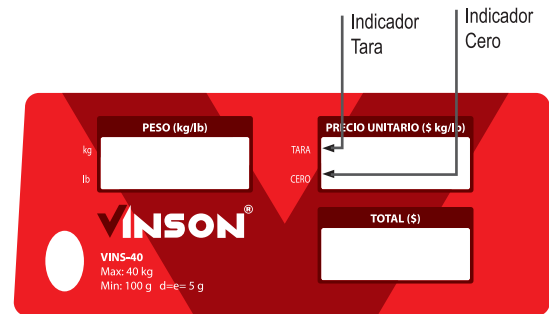 Indicador
Tara
Indicador
Cero
PESO (kg/lb)
kg
lb
PRECIO UNITARIO ($ kg/lb)
TARA
CERO
VINSON®
TOTAL ($)
VINS–40
Max: 40 kg
Min: 100 g d=e= 5 g